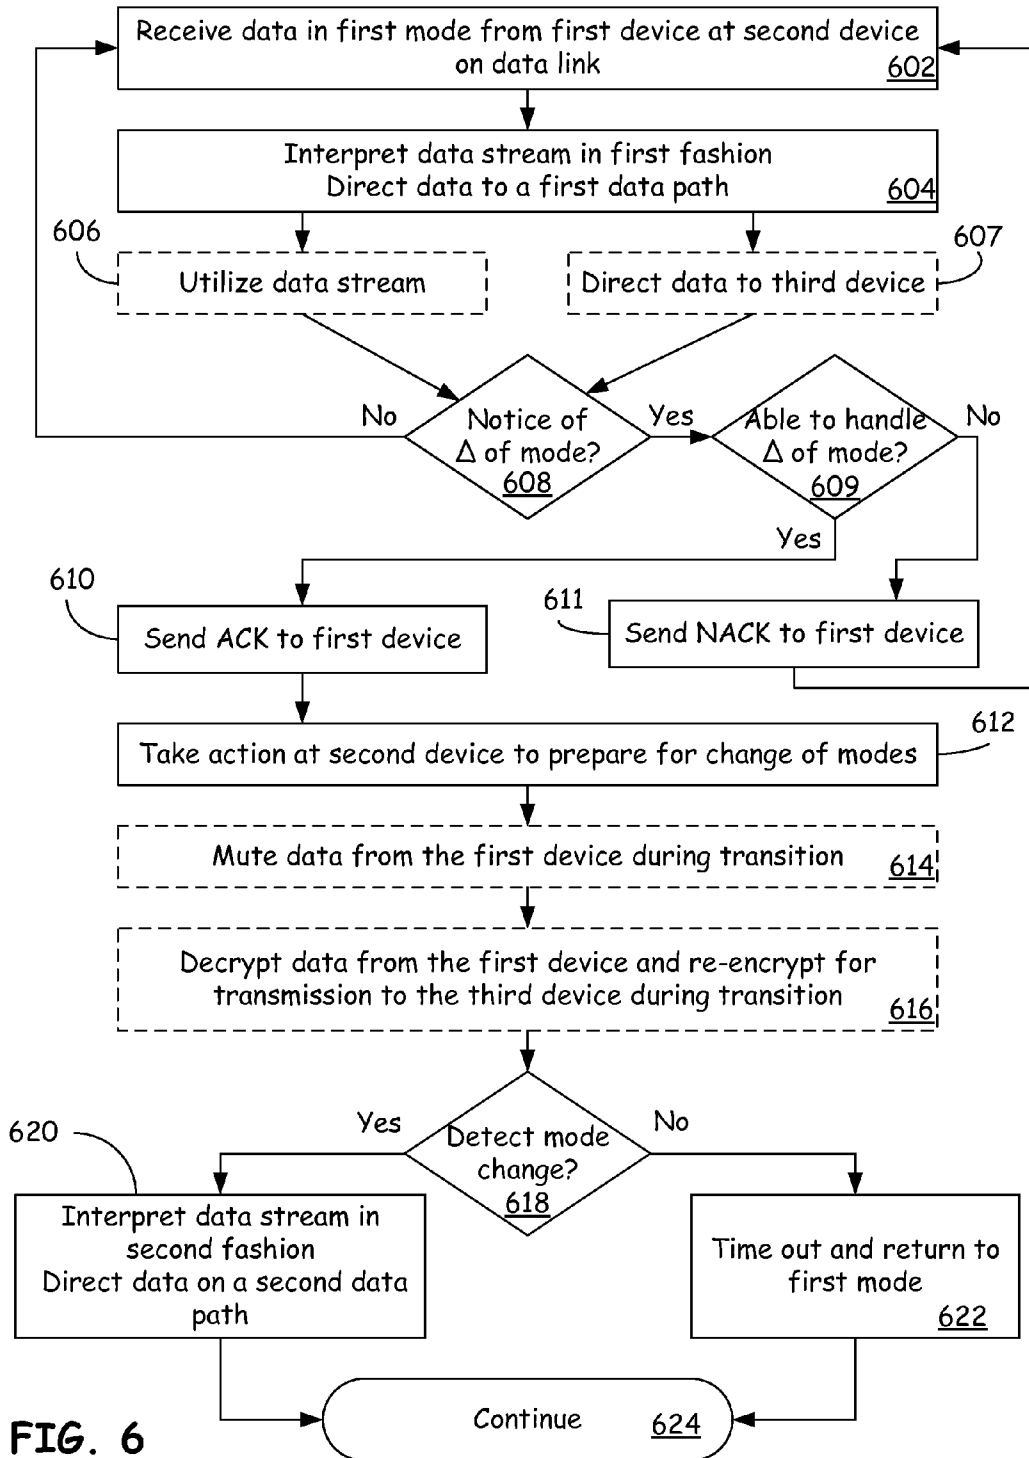 Receive data in first mode from first device at second device
on data link
602
Interpret data stream in first fashion
Direct data to a first data path
604
606
607
Utilize data stream
Direct data to third device
No
Notice of
Δ of mode?
608
Yes
Able to handle
Δ of mode?
609
No
Yes
610
611
Send ACK to first device
Send NACK to first device
612
Take action at second device to prepare for change of modes
Mute data from the first device during transition
614
Decrypt data from the first device and re-encrypt for
transmission to the third device during transition
616
Yes
No
620
Detect mode
change?
618
Interpret data stream in
second fashion
Direct data on a second data
path
Time out and return to
first mode
622
Continue
624
FIG. 6